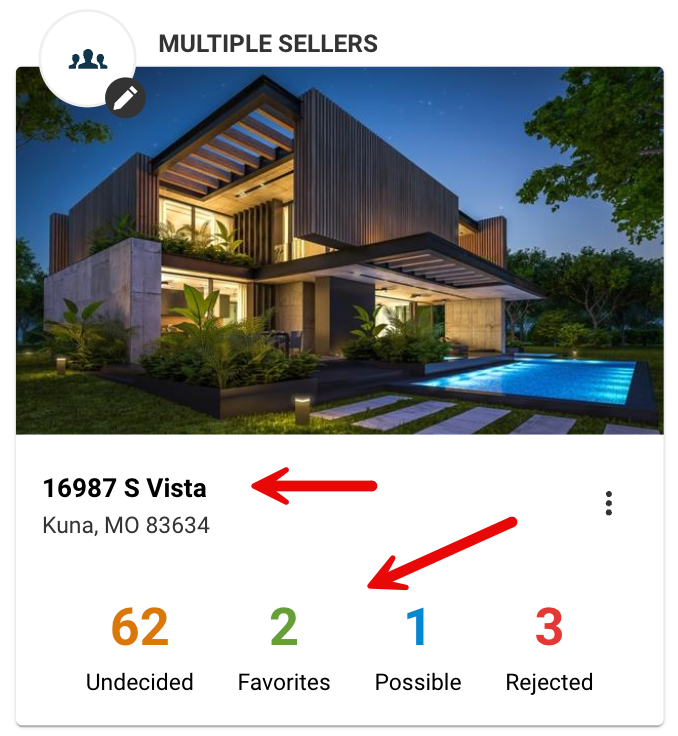 MULTIPLE SELLERS
16987 S Vista
Kuna, MO 83634
62 2 1 3
Undecided Favorites Possible Rejected